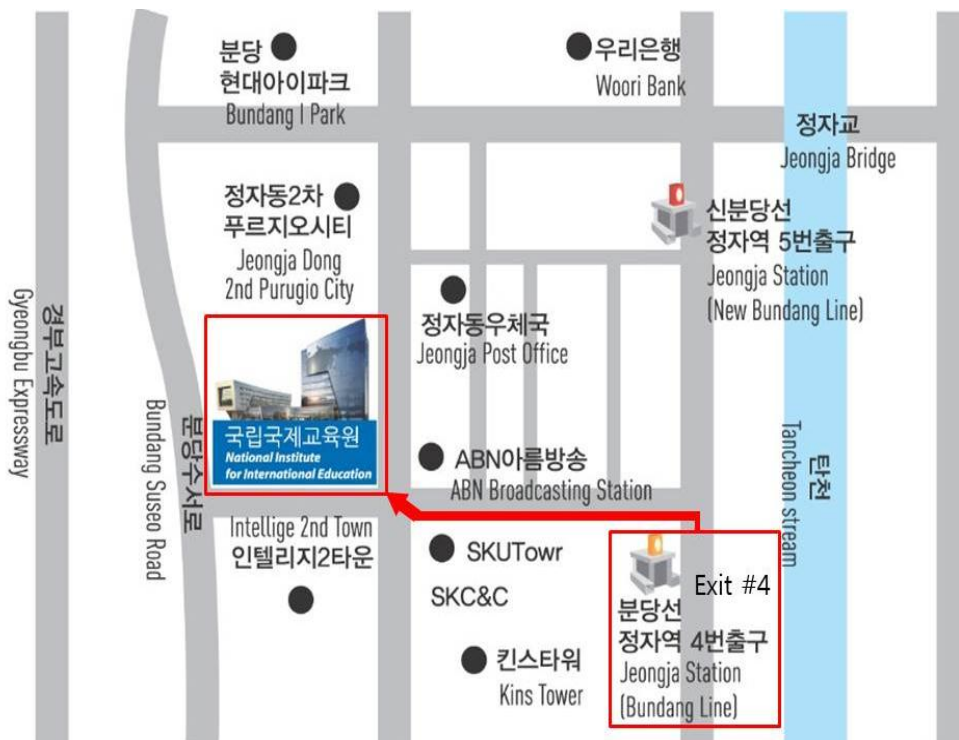 분당
현대아이파크
Bundang I Park
우리은행
Woori Bank
정자교
Jeongja Bridge
정자동2차
푸르지오시티
Jeongja Dong
2nd Purugio City
신분당선
정자역 5번출구
Jeongja Station
(New Bundang Line)
정자동우체국
Jeongja Post Office
경부고속도로
Gyeongbu Expressway
분당수서로
Bundang Suseo Road
국립국제교육원
National Institute
for International Education
ABN아름방송
ABN Broadcasting Station
탄천
Tancheon stream
Intellige 2nd Town
인텔리지2타운
SKUTowr
SKC&C
Exit #4
분당선
정자역 4번출구
Jeongja Station
(Bundang Line)
킨스타워
Kins Tower